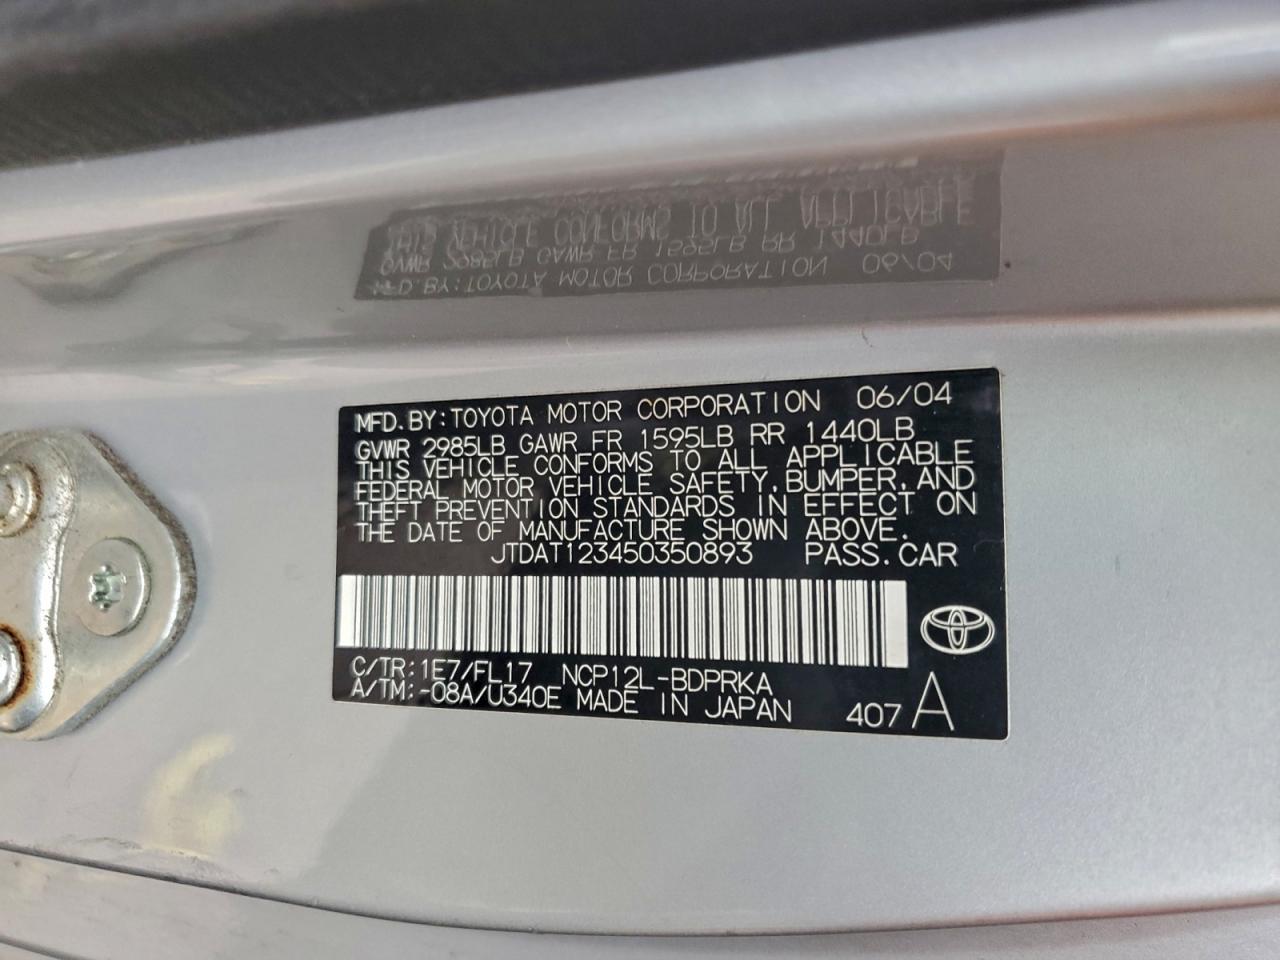 MFD.BY:TOYOTA MOTOR CORPORATION 06/04
GVWR 2985LB GAWR FR 1595LB RR 1440LB
THIS VEHICLE CONFORMS TO ALL APPLICABLE
FEDERAL MOTOR VEHICLE SAFETY,BUMPER,AND
THEFT PREVENTION STANDARDS IN EFFECT ON
THE DATE OF MANUFACTURE SHOWN ABOVE.
JTDAT123450350893 PASS.CAR
C/TR:1E7/FL17 NCP12L-BDPRKA
A/TM:-08A/U340E MADE IN JAPAN 407 A